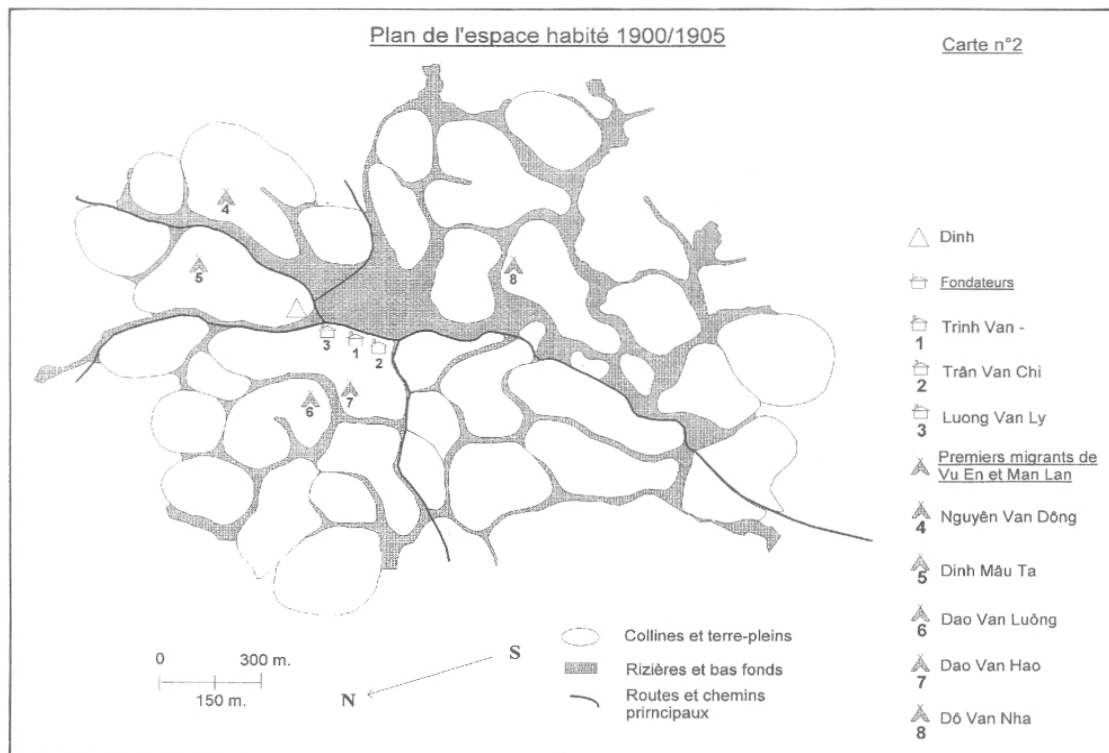 Plan de l'espace habité 1900/1905
Carte n°2
4
5
8
3
1
2
6
7
Dinh
Fondateurs
Trinh Van -
1
Trân Van Chi
2
Luong Van Ly
3
Premiers migrants de
Vu En et Man Lan
Nguyên Van Dông
4
Dinh Mâu Ta
5
Dao Van Luông
6
Dao Van Hao
7
Dô Van Nha
8
0 300 m.
150 m.
S
N
Collines et terre-pleins
Rizières et bas fonds
Routes et chemins
prirncipaux